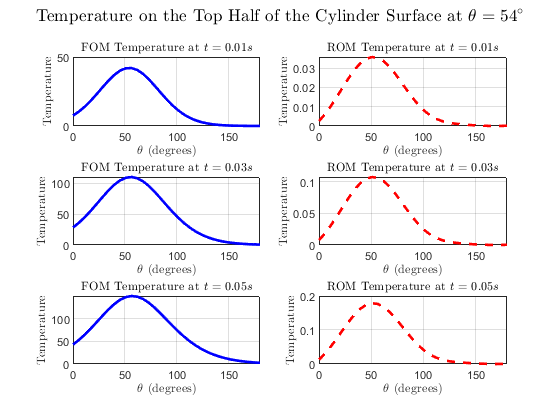 Temperature on the Top Half of the Cylinder Surface at θ = 54°
FOM Temperature at t = 0.01s
Temperature
50
0
0 50 100 150
θ (degrees)
ROM Temperature at t = 0.01s
Temperature
0.03
0.02
0.01
0
0 50 100 150
θ (degrees)
FOM Temperature at t = 0.03s
Temperature
100
50
0
0 50 100 150
θ (degrees)
ROM Temperature at t = 0.03s
Temperature
0.1
0.05
0
0 50 100 150
θ (degrees)
FOM Temperature at t = 0.05s
Temperature
100
50
0
0 50 100 150
θ (degrees)
ROM Temperature at t = 0.05s
Temperature
0.2
0.1
0
0 50 100 150
θ (degrees)